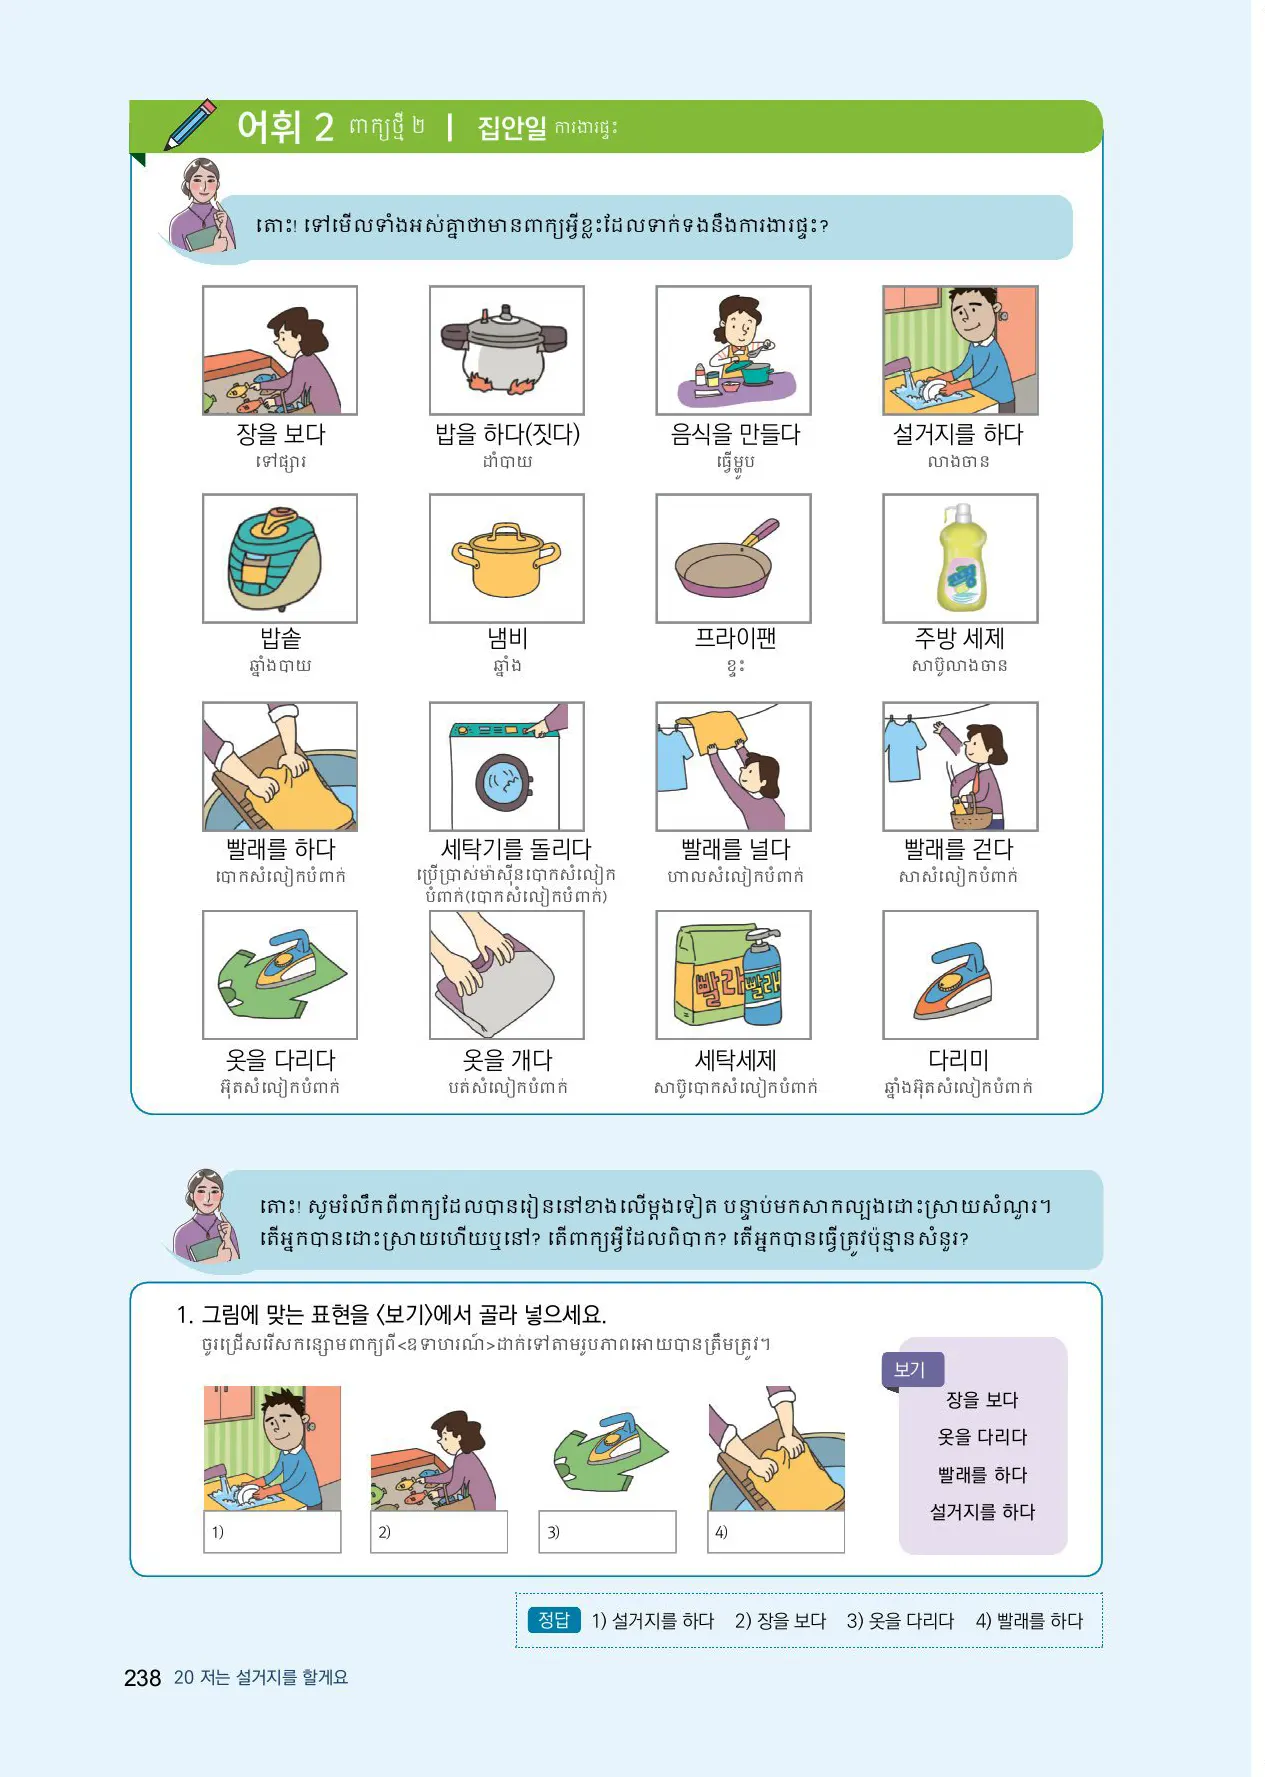 어휘 2 ពាក្យថ្មី ២ | 집안일 ការងារផ្ទះ
តោះ! ទៅមើលទាំងអស់គ្នាថាមានពាក្យអ្វីខ្លះដែលទាក់ទងនឹងការងារផ្ទះ?
장을 보다 밥을 하다(짓다) 음식을 만들다 설거지를 하다
ទៅផ្សារ ដាំបាយ ធ្វើម្ហូប លាងចាន
밥솥 냄비 프라이팬 주방 세제
ឆ្នាំងបាយ ឆ្នាំង ខ្ទះ សាប៊ូលាងចាន
빨래를 하다 세탁기를 돌리다 빨래를 널다 빨래를 걷다
បោកសំលៀកបំពាក់ ប្រើប្រាស់ម៉ាស៊ីនបោកសំលៀក ហាលសំលៀកបំពាក់ សាសំលៀកបំពាក់
បំពាក់(បោកសំលៀកបំពាក់)
빨래 빨래
옷을 다리다 옷을 개다 세탁세제 다리미
អ៊ុតសំលៀកបំពាក់ បត់សំលៀកបំពាក់ សាប៊ូបោកសំលៀកបំពាក់ ឆ្នាំងអ៊ុតសំលៀកបំពាក់
តោះ! សូមរំលឹកពីពាក្យដែលបានរៀននៅខាងលើម្ដងទៀត បន្ទាប់មកសាកល្បងដោះស្រាយសំណួរ។
តើអ្នកបានដោះស្រាយហើយឬនៅ? តើពាក្យអ្វីដែលពិបាក? តើអ្នកបានធ្វើត្រូវប៉ុន្មានសំនួរ?
1. 그림에 맞는 표현을 〈보기〉에서 골라 넣으세요.
ចូរជ្រើសរើសកន្សោមពាក្យពី<ឧទាហរណ៍>ដាក់ទៅតាមរូបភាពអោយបានត្រឹមត្រូវ។
보기
장을 보다
옷을 다리다
빨래를 하다
설거지를 하다
1) 2) 3) 4)
정답 1) 설거지를 하다 2) 장을 보다 3) 옷을 다리다 4) 빨래를 하다
238 20 저는 설거지를 할게요